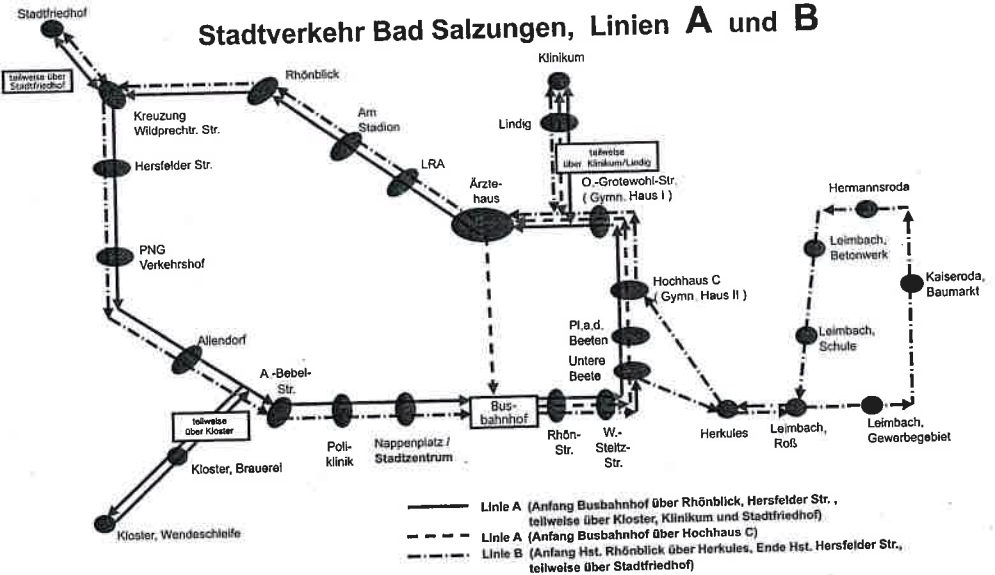 Stadtverkehr Bad Salzungen, Linien A und B
Stadtfriedhof
teilweise über
Stadtfriedhof
Kreuzung
Wildprechtr. Str.
Rhönblick
Am
Stadion
LRA
Ärzte-
haus
Klinikum
Lindig
teilweise
über Klinikum/Lindig
O.-Grotewohl-Str.
( Gymn. Haus I )
Hermannsroda
Leimbach,
Betonwerk
Kaiseroda,
Baumarkt
Hersfelder Str.
PNG
Verkehrshof
Hochhaus C
( Gymn. Haus II )
Pl.a.d.
Beeten
Untere
Beete
Leimbach,
Schule
Allendorf
A.-Bebel-
Str.
teilweise
über Kloster
Poli-
klinik
Nappenplatz /
Stadtzentrum
Bus-
bahnhof
Rhön-
Str.
W.-
Steitz-
Str.
Herkules
Leimbach,
Roß
Leimbach,
Gewerbegebiet
Kloster, Brauerei
Kloster, Wendeschleife
Linie A (Anfang Busbahnhof über Rhönblick, Hersfelder Str. ,
teilweise über Kloster, Klinikum und Stadtfriedhof)
Linie A (Anfang Busbahnhof über Hochhaus C)
Linie B (Anfang Hst. Rhönblick über Herkules, Ende Hst. Hersfelder Str.,
teilweise über Stadtfriedhof)